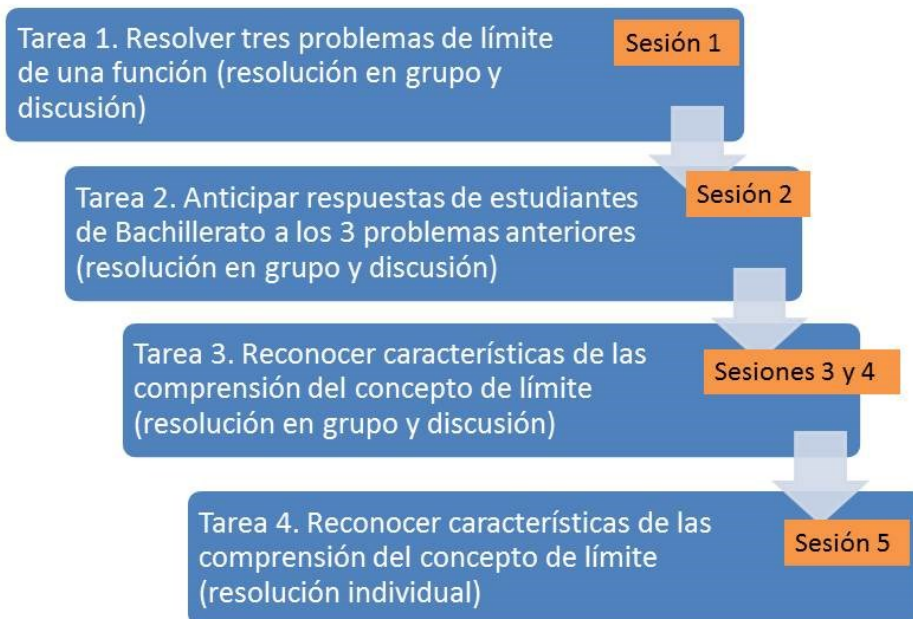 Tarea 1. Resolver tres problemas de límite
de una función (resolución en grupo y
discusión)
Sesión 1
Tarea 2. Anticipar respuestas de estudiantes
de Bachillerato a los 3 problemas anteriores
(resolución en grupo y discusión)
Sesión 2
Tarea 3. Reconocer características de las
comprensión del concepto de límite
(resolución en grupo y discusión)
Sesiones 3 y 4
Tarea 4. Reconocer características de las
comprensión del concepto de límite
(resolución individual)
Sesión 5